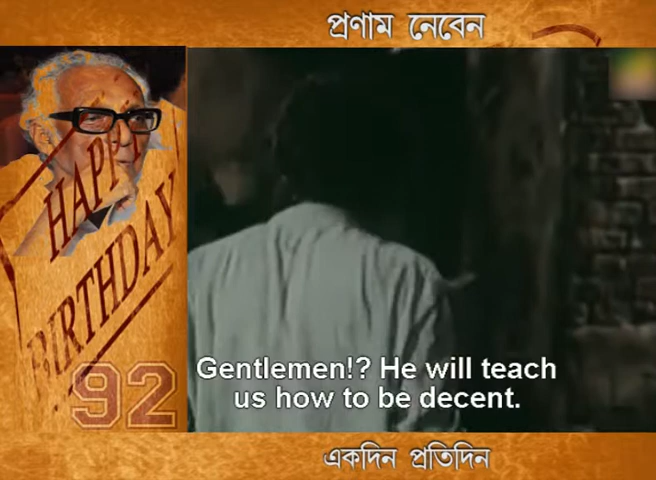 প্রণাম নেবেন
HAPPY
BIRTHDAY
92
Gentlemen!? He will teach
us how to be decent.
একদিন প্রতিদিন